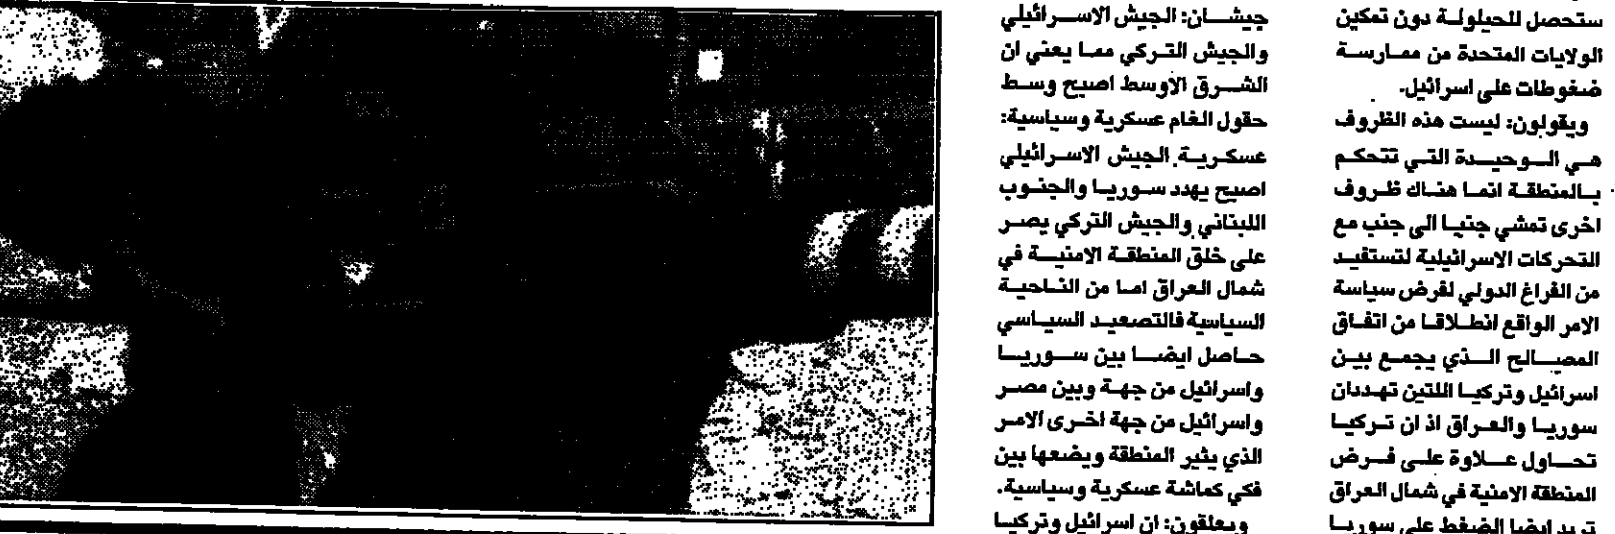 ستحصل للحيلولة دون تمكين
الولايات المتحدة من ممارسة
ضغوطات على اسرائيل.
ويقولون: ليست هذه الظروف
هي الوحيدة التي تتحكم
بالمنطقة انما هناك ظروف
اخرى تمشي جنبا الى جنب مع
التحركات الاسرائيلية لتستفيد
من الفراغ الدولي لفرض سياسة
الامر الواقع انطلاقا من اتفاق
المصالح الذي يجمع بين
اسرائيل وتركيا اللتين تهددان
سوريا والعراق اذ ان تركيا
تحاول علاوة على فرض
المنطقة الامنية في شمال العراق
تريد ايضا الضغط على سوريا
جيشان: الجيش الاسرائيلي
والجيش التركي مما يعني ان
الشرق الاوسط اصبح وسط
حقول الغام عسكرية وسياسية:
عسكرية الجيش الاسرائيلي
اصبح يهدد سوريا والجنوب
اللبناني والجيش التركي يصر
على خلق المنطقة الامنية في
شمال العراق اما من الناحية
السياسية فالتصعيد السياسي
حاصل ايضا بين سوريا
واسرائيل من جهة وبين مصر
واسرائيل من جهة اخرى الامر
الذي يثير المنطقة ويضعها بين
فكي كماشة عسكرية وسياسية.
ويعلقون: ان اسرائيل وتركيا